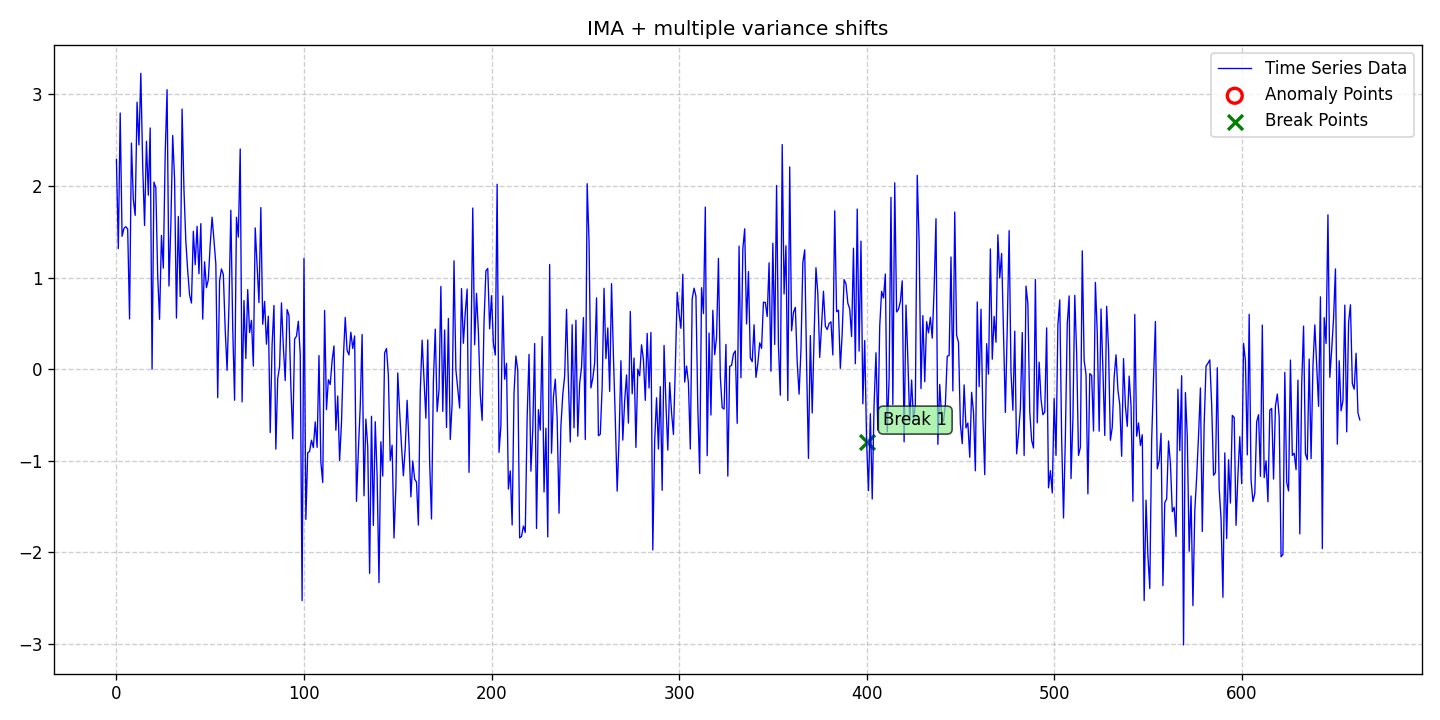 IMA + multiple variance shifts
Time Series Data
Anomaly Points
Break Points
3
2
1
0
−1
−2
−3
Break 1
0
100
200
300
400
500
600